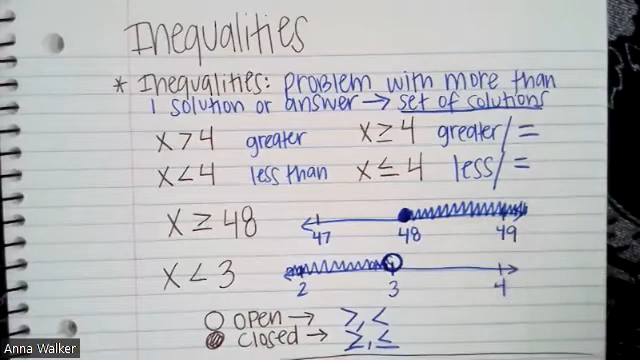 Inequalities
* Inequalities: problem with more than
1 solution or answer → set of solutions
x > 4 greater x ≥ 4 greater/=
x < 4 less than x ≤ 4 less/=
x ≥ 48
47 48 49
x < 3
2 3 4
open → >, <
closed → ≥, ≤
Anna Walker